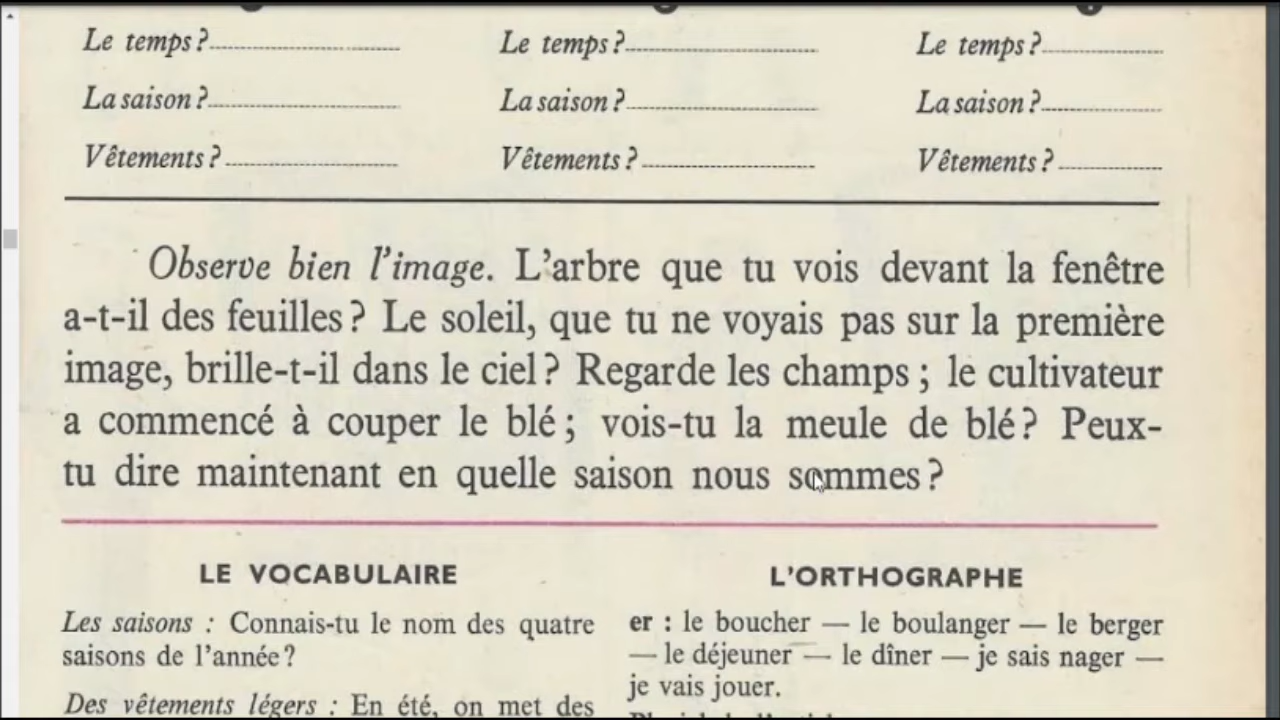 Le temps? Le temps? Le temps?
La saison? La saison? La saison?
Vêtements? Vêtements? Vêtements?
Observe bien l'image. L'arbre que tu vois devant la fenêtre
a-t-il des feuilles? Le soleil, que tu ne voyais pas sur la première
image, brille-t-il dans le ciel? Regarde les champs; le cultivateur
a commencé à couper le blé; vois-tu la meule de blé? Peux-
tu dire maintenant en quelle saison nous sommes?
LE VOCABULAIRE
Les saisons : Connais-tu le nom des quatre
saisons de l'année?
Des vêtements légers : En été, on met des
L'ORTHOGRAPHE
er : le boucher — le boulanger — le berger
— le déjeuner — le dîner — je sais nager —
je vais jouer.